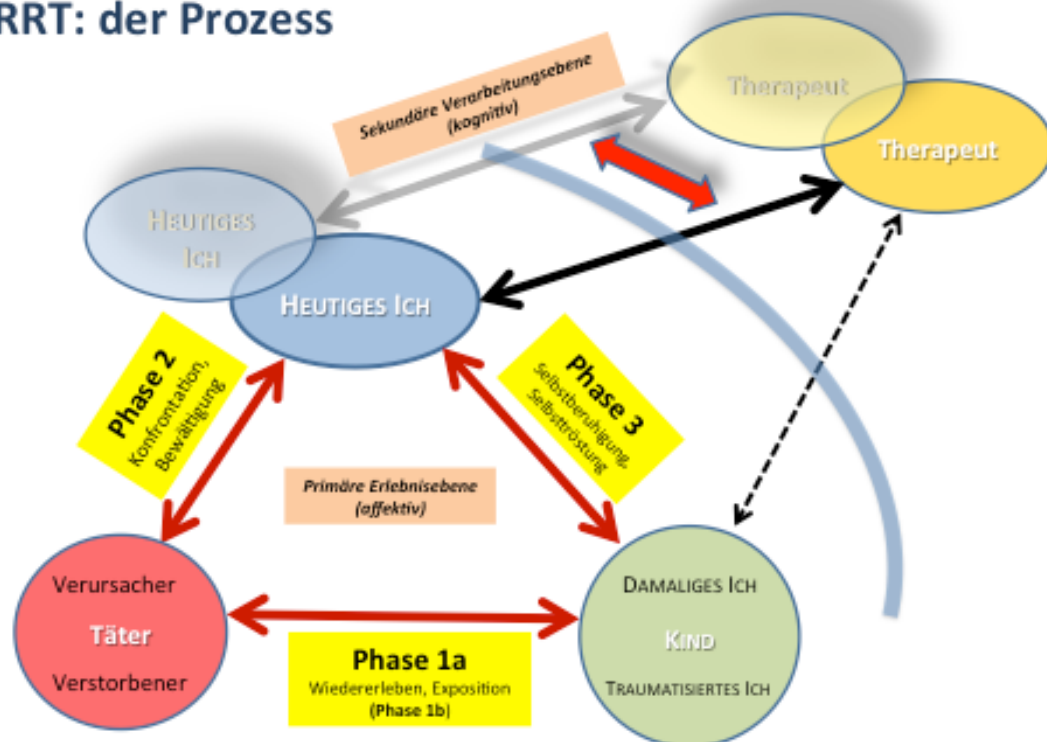 RRT: der Prozess
Sekundäre Verarbeitungsebene
(kognitiv)
Therapeut
Therapeut
HEUTIGES
ICH
HEUTIGES ICH
Phase 2
Konfrontation,
Bewältigung
Phase 3
Selbstberuhigung,
Selbsttröstung
Primäre Erlebnisebene
(affektiv)
Verursacher
Täter
Verstorbener
Phase 1a
Wiedererleben, Exposition
(Phase 1b)
DAMALIGES ICH
KIND
TRAUMATISIERTES ICH